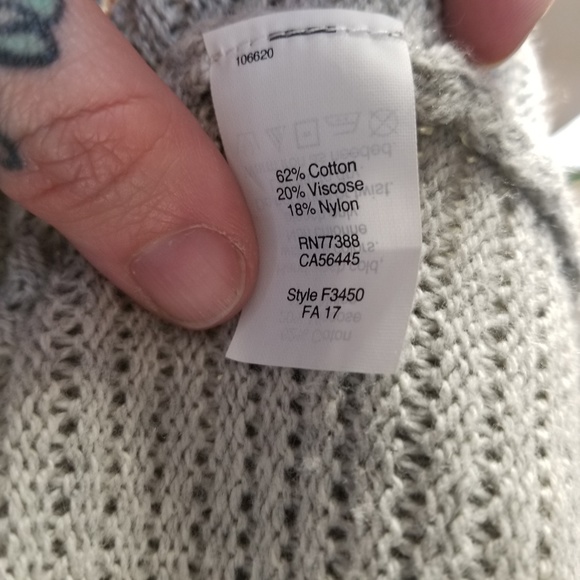 106620
62% Cotton
20% Viscose
18% Nylon
RN77388
CA56445
Style F3450
FA 17